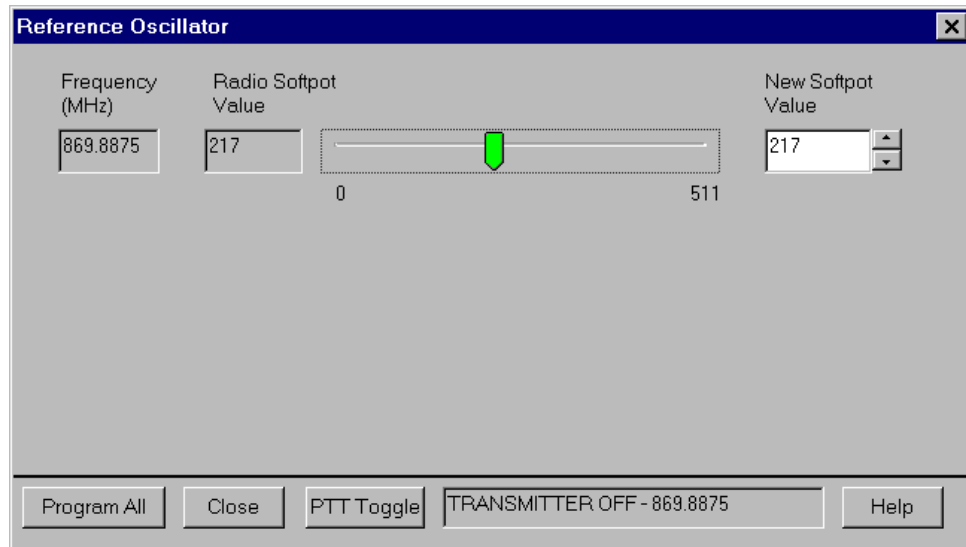 Reference Oscillator
Frequency
(MHz)
Radio Softpot
Value
New Softpot
Value
869.8875
217
217
0
511
Program All
Close
PTT Toggle
TRANSMITTER OFF - 869.8875
Help